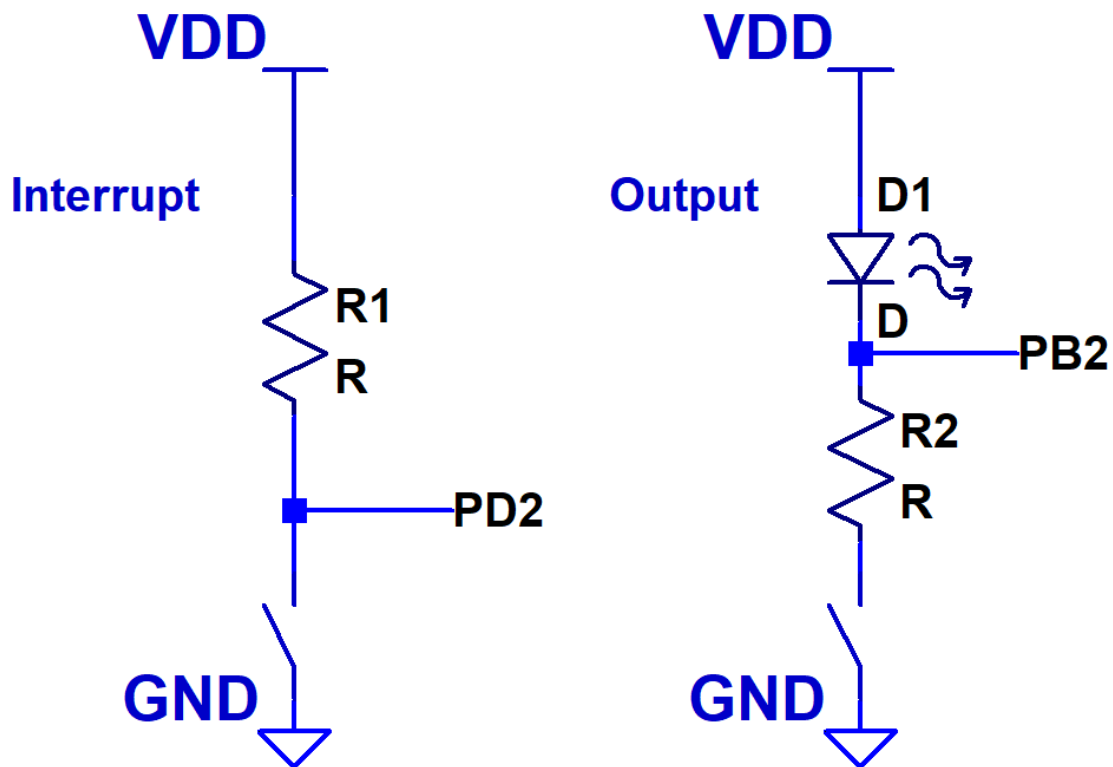 VDD
Interrupt
R1
R
PD2
GND
VDD
Output
D1
D
PB2
R2
R
GND